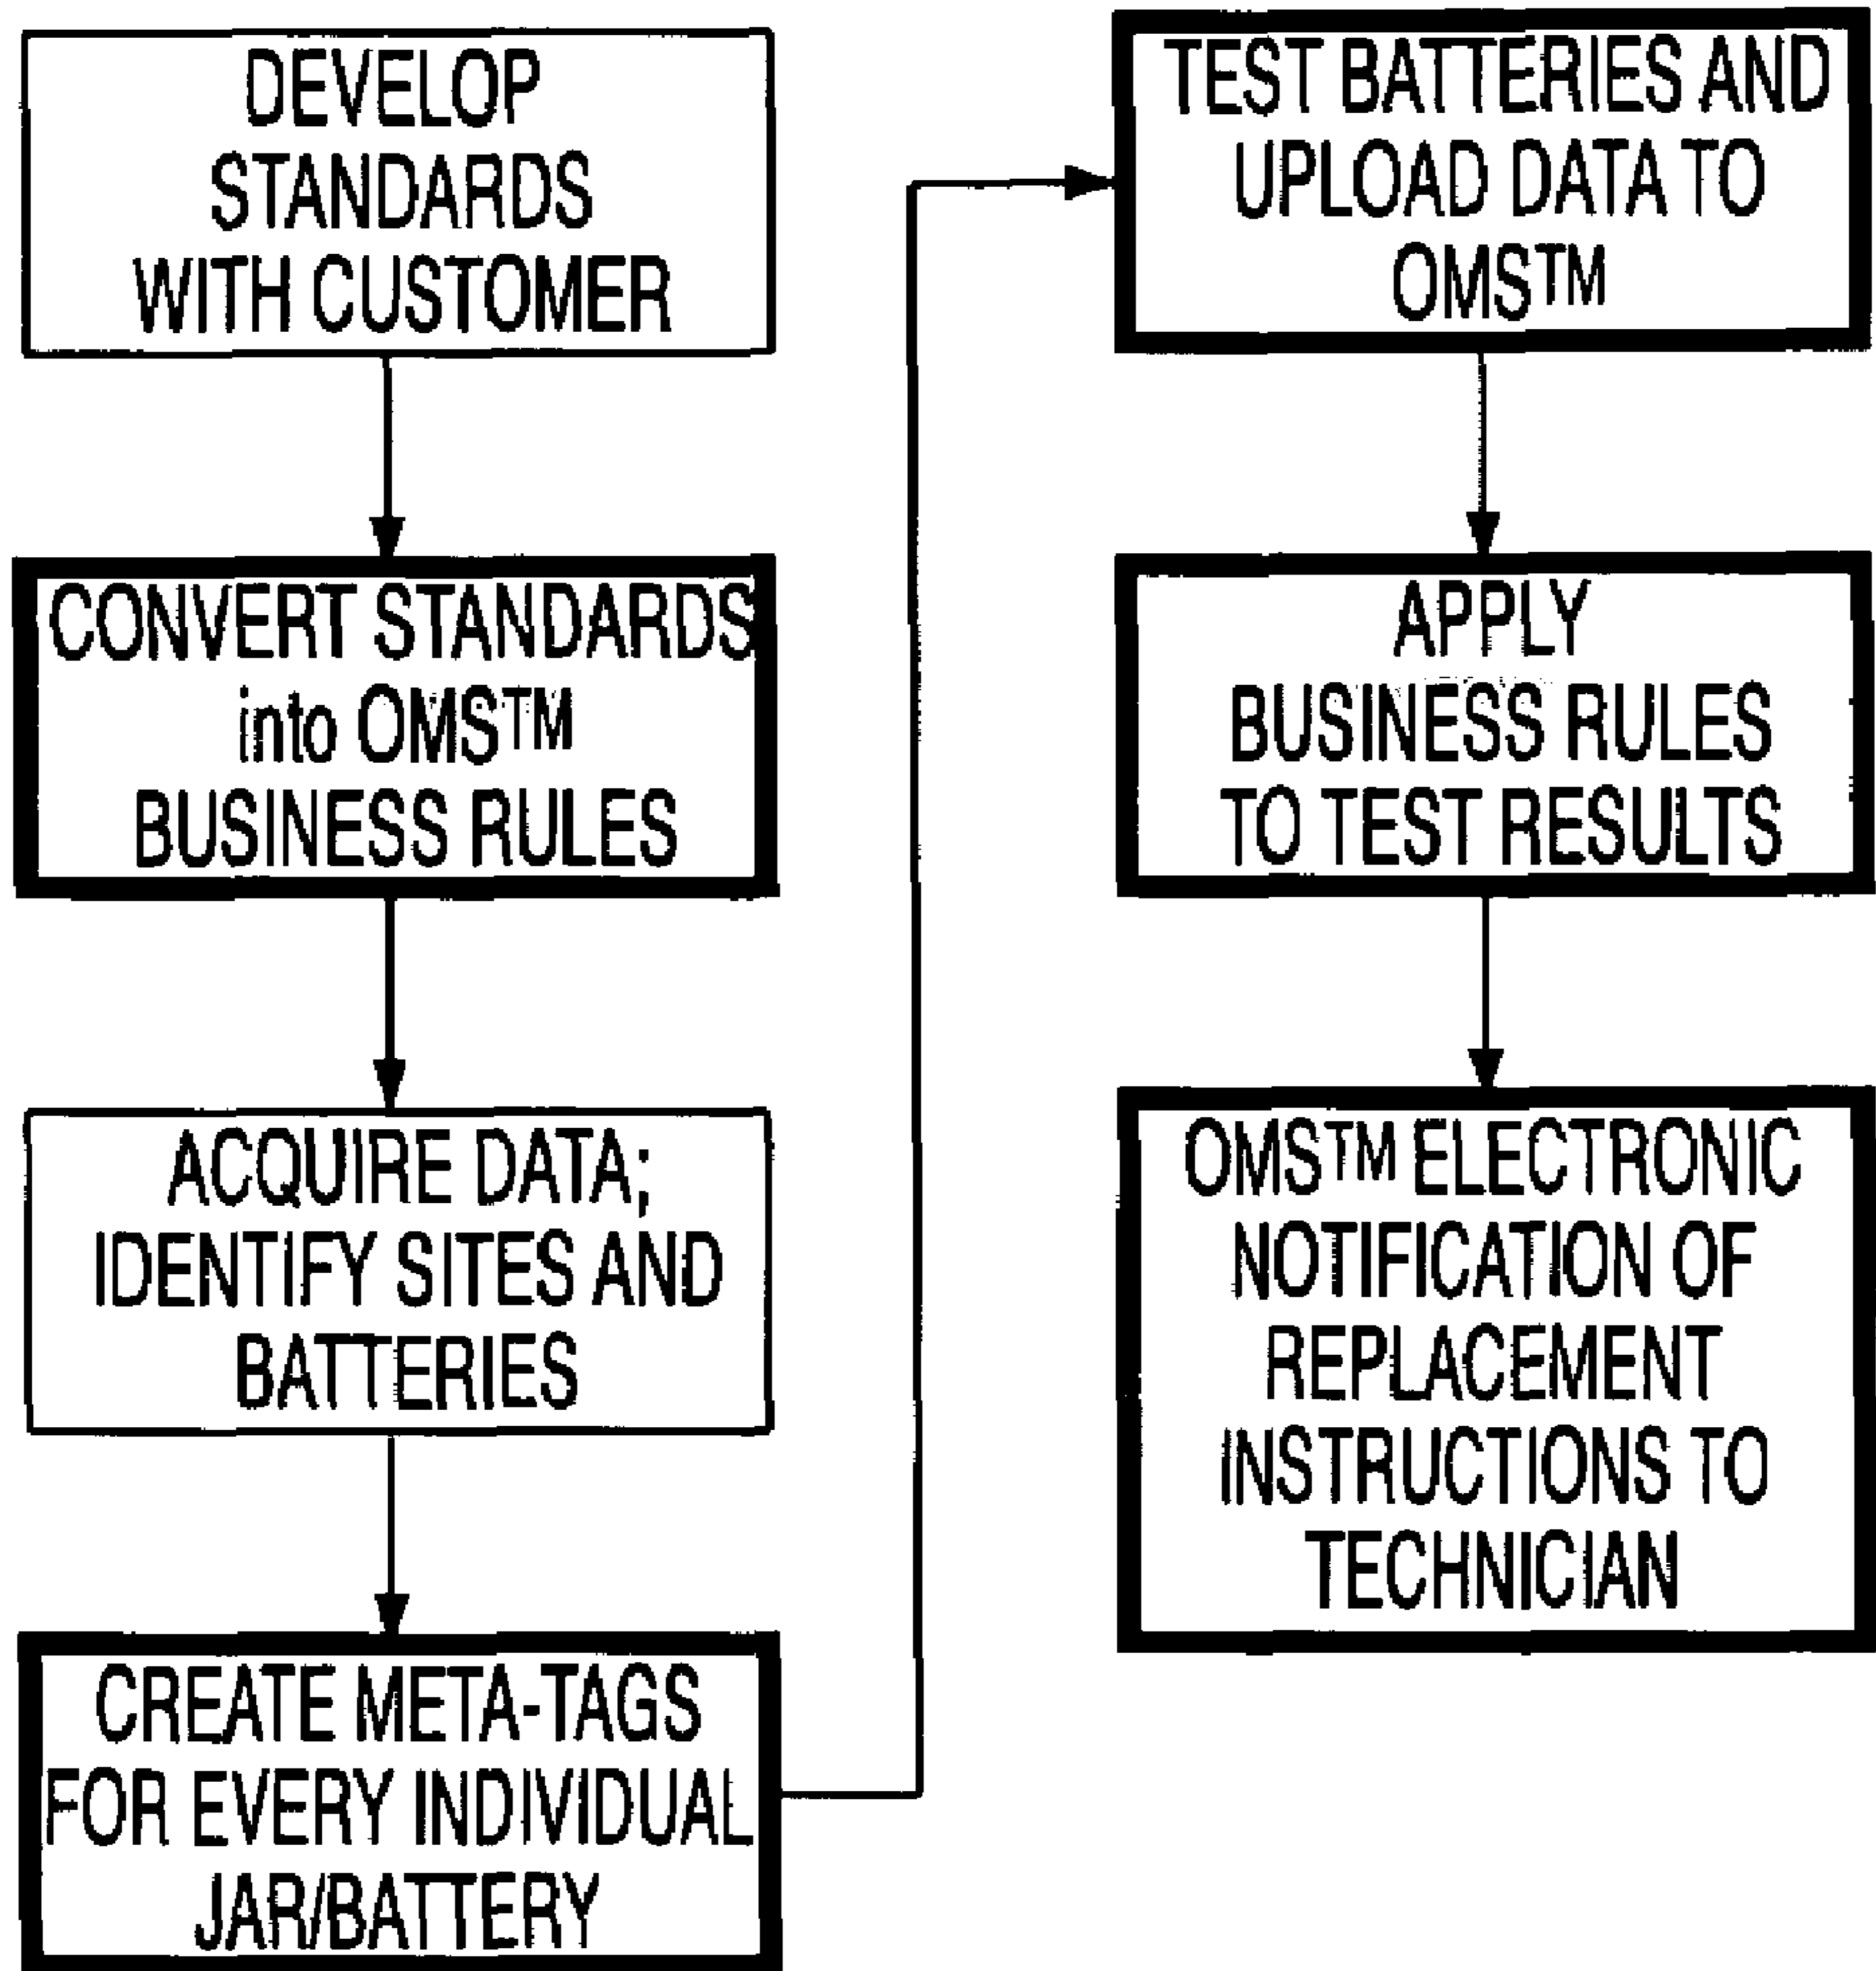 DEVELOP
STANDARDS
WITH CUSTOMER
CONVERT STANDARDS
into OMS™
BUSINESS RULES
ACQUIRE DATA;
IDENTIFY SITES AND
BATTERIES
CREATE META-TAGS
FOR EVERY INDIVIDUAL
JAR/BATTERY
TEST BATTERIES AND
UPLOAD DATA TO
OMS™
APPLY
BUSINESS RULES
TO TEST RESULTS
OMS™ ELECTRONIC
NOTIFICATION OF
REPLACEMENT
INSTRUCTIONS TO
TECHNICIAN